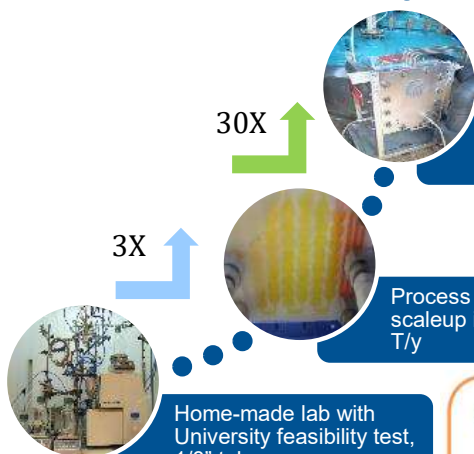 30X
3X
Process
scaleup
T/y
Home-made lab with
University feasibility test,